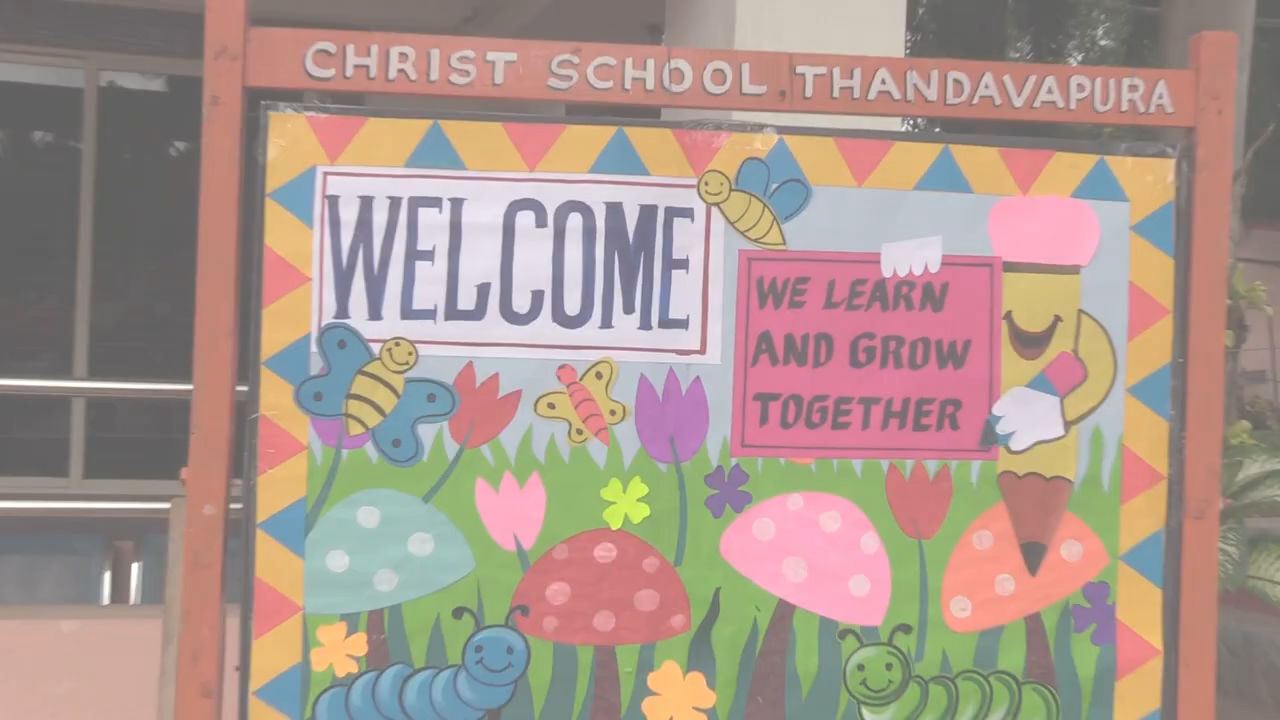 CHRIST SCHOOL, THANDAVAPURA
WELCOME
WE LEARN
AND GROW
TOGETHER